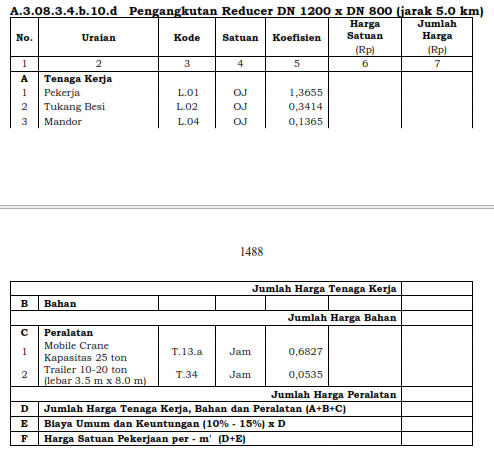 A.3.08.3.4.b.10.d Pengangkutan Reducer DN 1200 x DN 800 (jarak 5.0 km)
No. Uraian Kode Satuan Koefisien Harga Satuan (Rp) Jumlah Harga (Rp)
1 2 3 4 5 6 7
A Tenaga Kerja
1 Pekerja L.01 OJ 1,3655
2 Tukang Besi L.02 OJ 0,3414
3 Mandor L.04 OJ 0,1365
1488
Jumlah Harga Tenaga Kerja
B Bahan
Jumlah Harga Bahan
C Peralatan
1 Mobile Crane Kapasitas 25 ton T.13.a Jam 0,6827
2 Trailer 10-20 ton (lebar 3.5 m x 8.0 m) T.34 Jam 0,0535
Jumlah Harga Peralatan
D Jumlah Harga Tenaga Kerja, Bahan dan Peralatan (A+B+C)
E Biaya Umum dan Keuntungan (10% - 15%) x D
F Harga Satuan Pekerjaan per - m' (D+E)